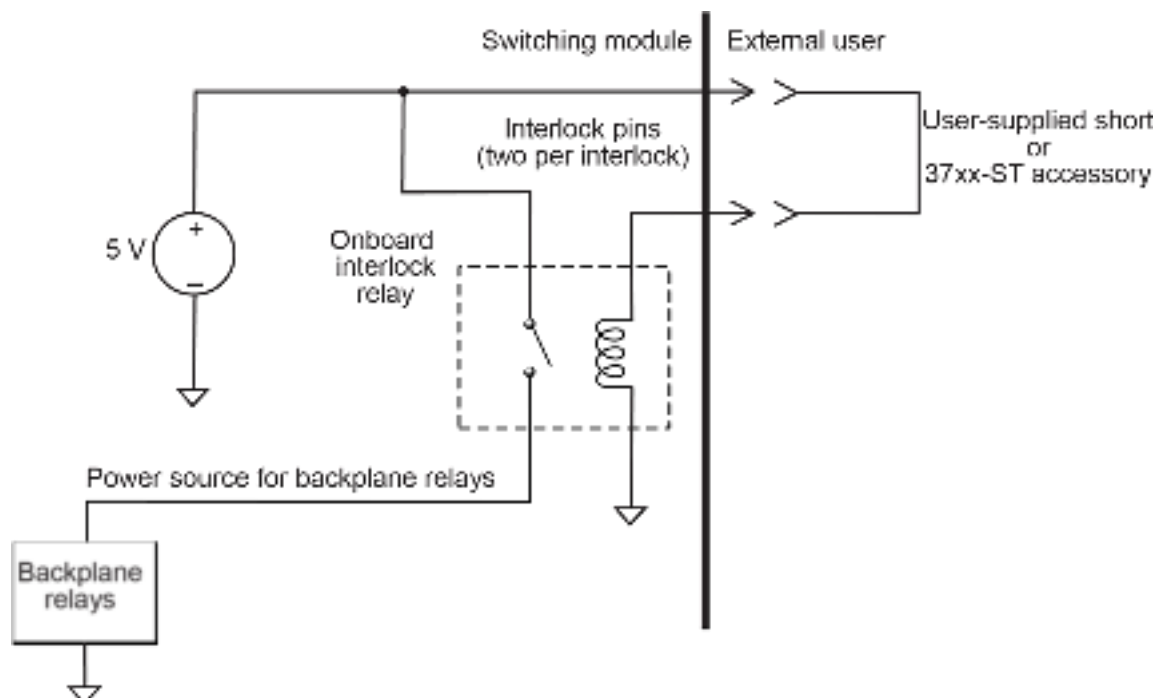 Switching module
External user
Interlock pins
(two per interlock)
User-supplied short
or
37xx-ST accessory
5 V
+
−
Onboard
interlock
relay
Power source for backplane relays
Backplane
relays